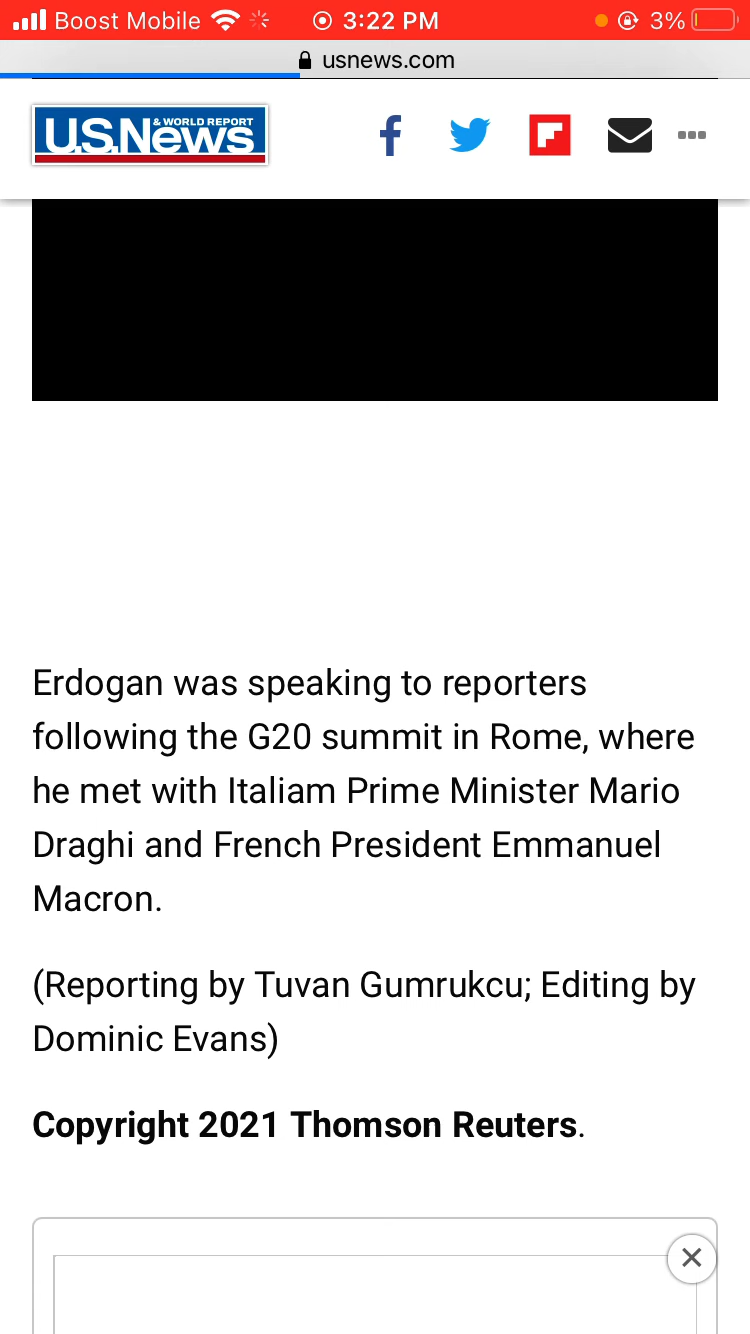 Boost Mobile 3:22 PM 3%
usnews.com
& WORLD REPORT
U.S.News
Erdogan was speaking to reporters
following the G20 summit in Rome, where
he met with Italiam Prime Minister Mario
Draghi and French President Emmanuel
Macron.
(Reporting by Tuvan Gumrukcu; Editing by
Dominic Evans)
Copyright 2021 Thomson Reuters.